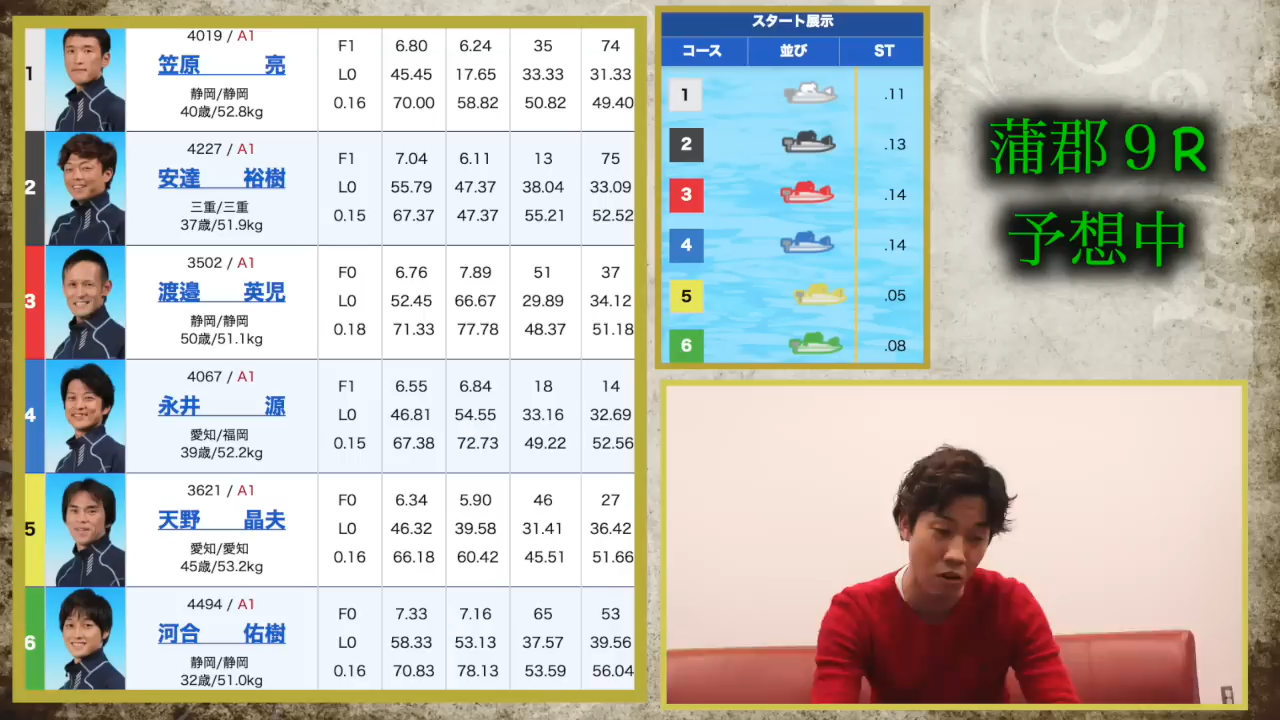 1
4019 / A1
笠原 亮
静岡/静岡
40歳/52.8kg
F1 6.80 6.24 35 74
L0 45.45 17.65 33.33 31.33
0.16 70.00 58.82 50.82 49.40
2
4227 / A1
安達 裕樹
三重/三重
37歳/51.9kg
F1 7.04 6.11 13 75
L0 55.79 47.37 38.04 33.09
0.15 67.37 47.37 55.21 52.52
3
3502 / A1
渡邉 英児
静岡/静岡
50歳/51.1kg
F0 6.76 7.89 51 37
L0 52.45 66.67 29.89 34.12
0.18 71.33 77.78 48.37 51.18
4
4067 / A1
永井 源
愛知/福岡
39歳/52.2kg
F1 6.55 6.84 18 14
L0 46.81 54.55 33.16 32.69
0.15 67.38 72.73 49.22 52.56
5
3621 / A1
天野 晶夫
愛知/愛知
45歳/53.2kg
F0 6.34 5.90 46 27
L0 46.32 39.58 31.41 36.42
0.16 66.18 60.42 45.51 51.66
6
4494 / A1
河合 佑樹
静岡/静岡
32歳/51.0kg
F0 7.33 7.16 65 53
L0 58.33 53.13 37.57 39.56
0.16 70.83 78.13 53.59 56.04
スタート展示
コース 並び ST
1 .11
2 .13
3 .14
4 .14
5 .05
6 .08
蒲郡９R
予想中